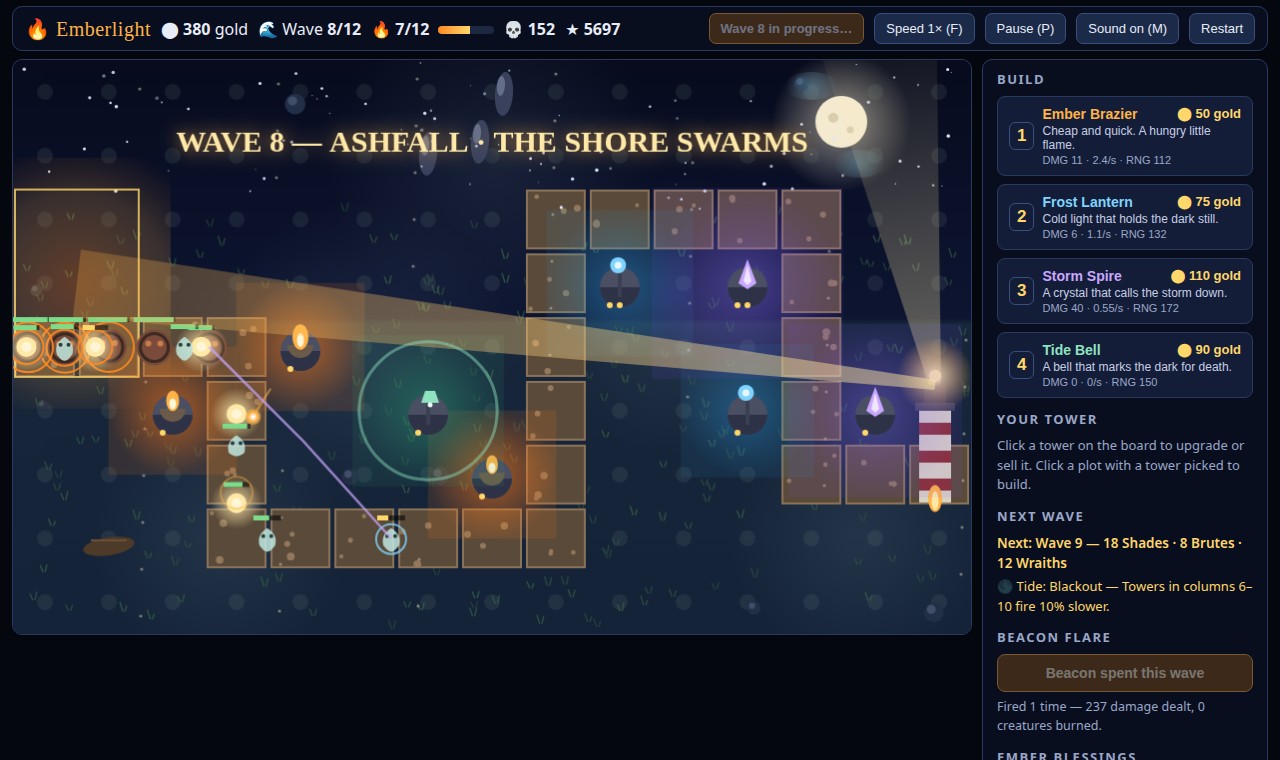 🔥 Emberlight 380 gold 🌊 Wave 8/12 🔥 7/12 💀 152 ★ 5697 Wave 8 in progress… Speed 1× (F) Pause (P) Sound on (M) Restart
WAVE 8 — ASHFALL · THE SHORE SWARMS
BUILD
1 Ember Brazier 50 gold
Cheap and quick. A hungry little
flame.
DMG 11 · 2.4/s · RNG 112
2 Frost Lantern 75 gold
Cold light that holds the dark still.
DMG 6 · 1.1/s · RNG 132
3 Storm Spire 110 gold
A crystal that calls the storm down.
DMG 40 · 0.55/s · RNG 172
4 Tide Bell 90 gold
A bell that marks the dark for death.
DMG 0 · 0/s · RNG 150
YOUR TOWER
Click a tower on the board to upgrade or
sell it. Click a plot with a tower picked to
build.
NEXT WAVE
Next: Wave 9 — 18 Shades · 8 Brutes ·
12 Wraiths
🌑 Tide: Blackout — Towers in columns 6–
10 fire 10% slower.
BEACON FLARE
Beacon spent this wave
Fired 1 time — 237 damage dealt, 0
creatures burned.
EMBER BLESSINGS